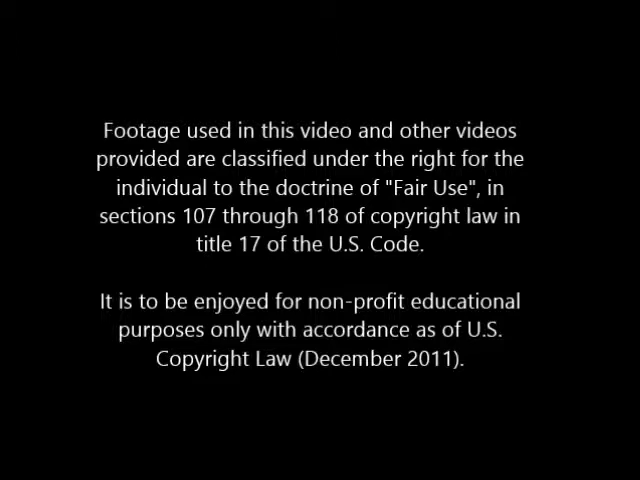 Footage used in this video and other videos
provided are classified under the right for the
individual to the doctrine of "Fair Use", in
sections 107 through 118 of copyright law in
title 17 of the U.S. Code.
It is to be enjoyed for non-profit educational
purposes only with accordance as of U.S.
Copyright Law (December 2011).